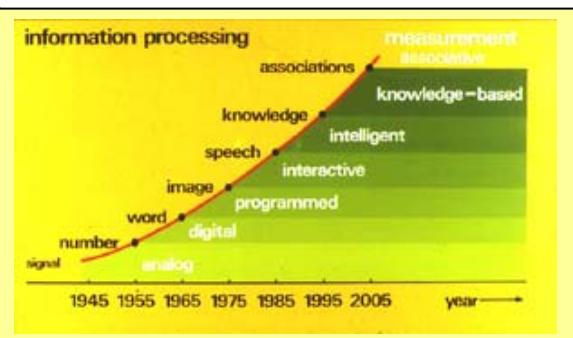 information processing measurement
associations associative
knowledge-based
knowledge
intelligent
speech
interactive
image
programmed
word
digital
number
signal analog
1945 1955 1965 1975 1985 1995 2005 year